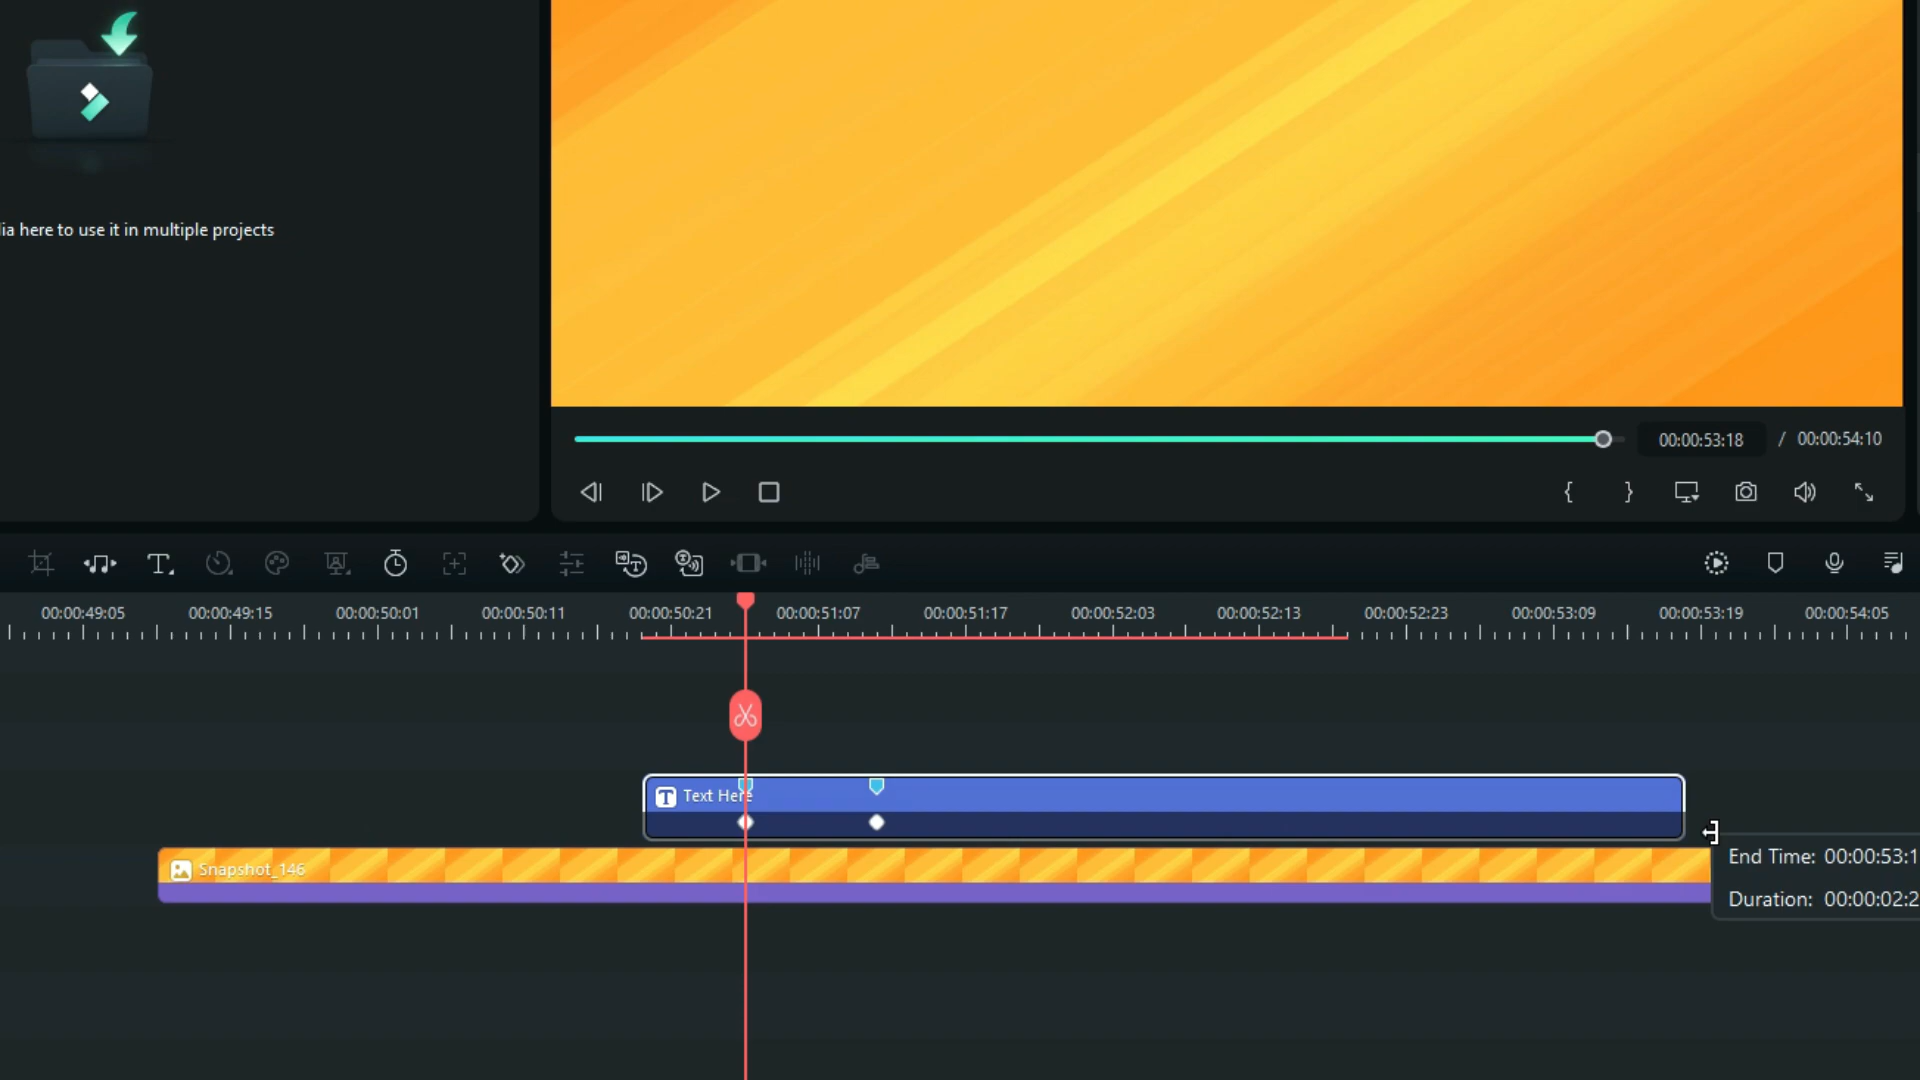 ia here to use it in multiple projects
00:00:53:18 / 00:00:54:10
{ }
00:00:49:05 00:00:49:15 00:00:50:01 00:00:50:11 00:00:50:21 00:00:51:07 00:00:51:17 00:00:52:03 00:00:52:13 00:00:52:23 00:00:53:09 00:00:53:19 00:00:54:05
T Text Here
Snapshot_146
End Time: 00:00:53:1
Duration: 00:00:02:2